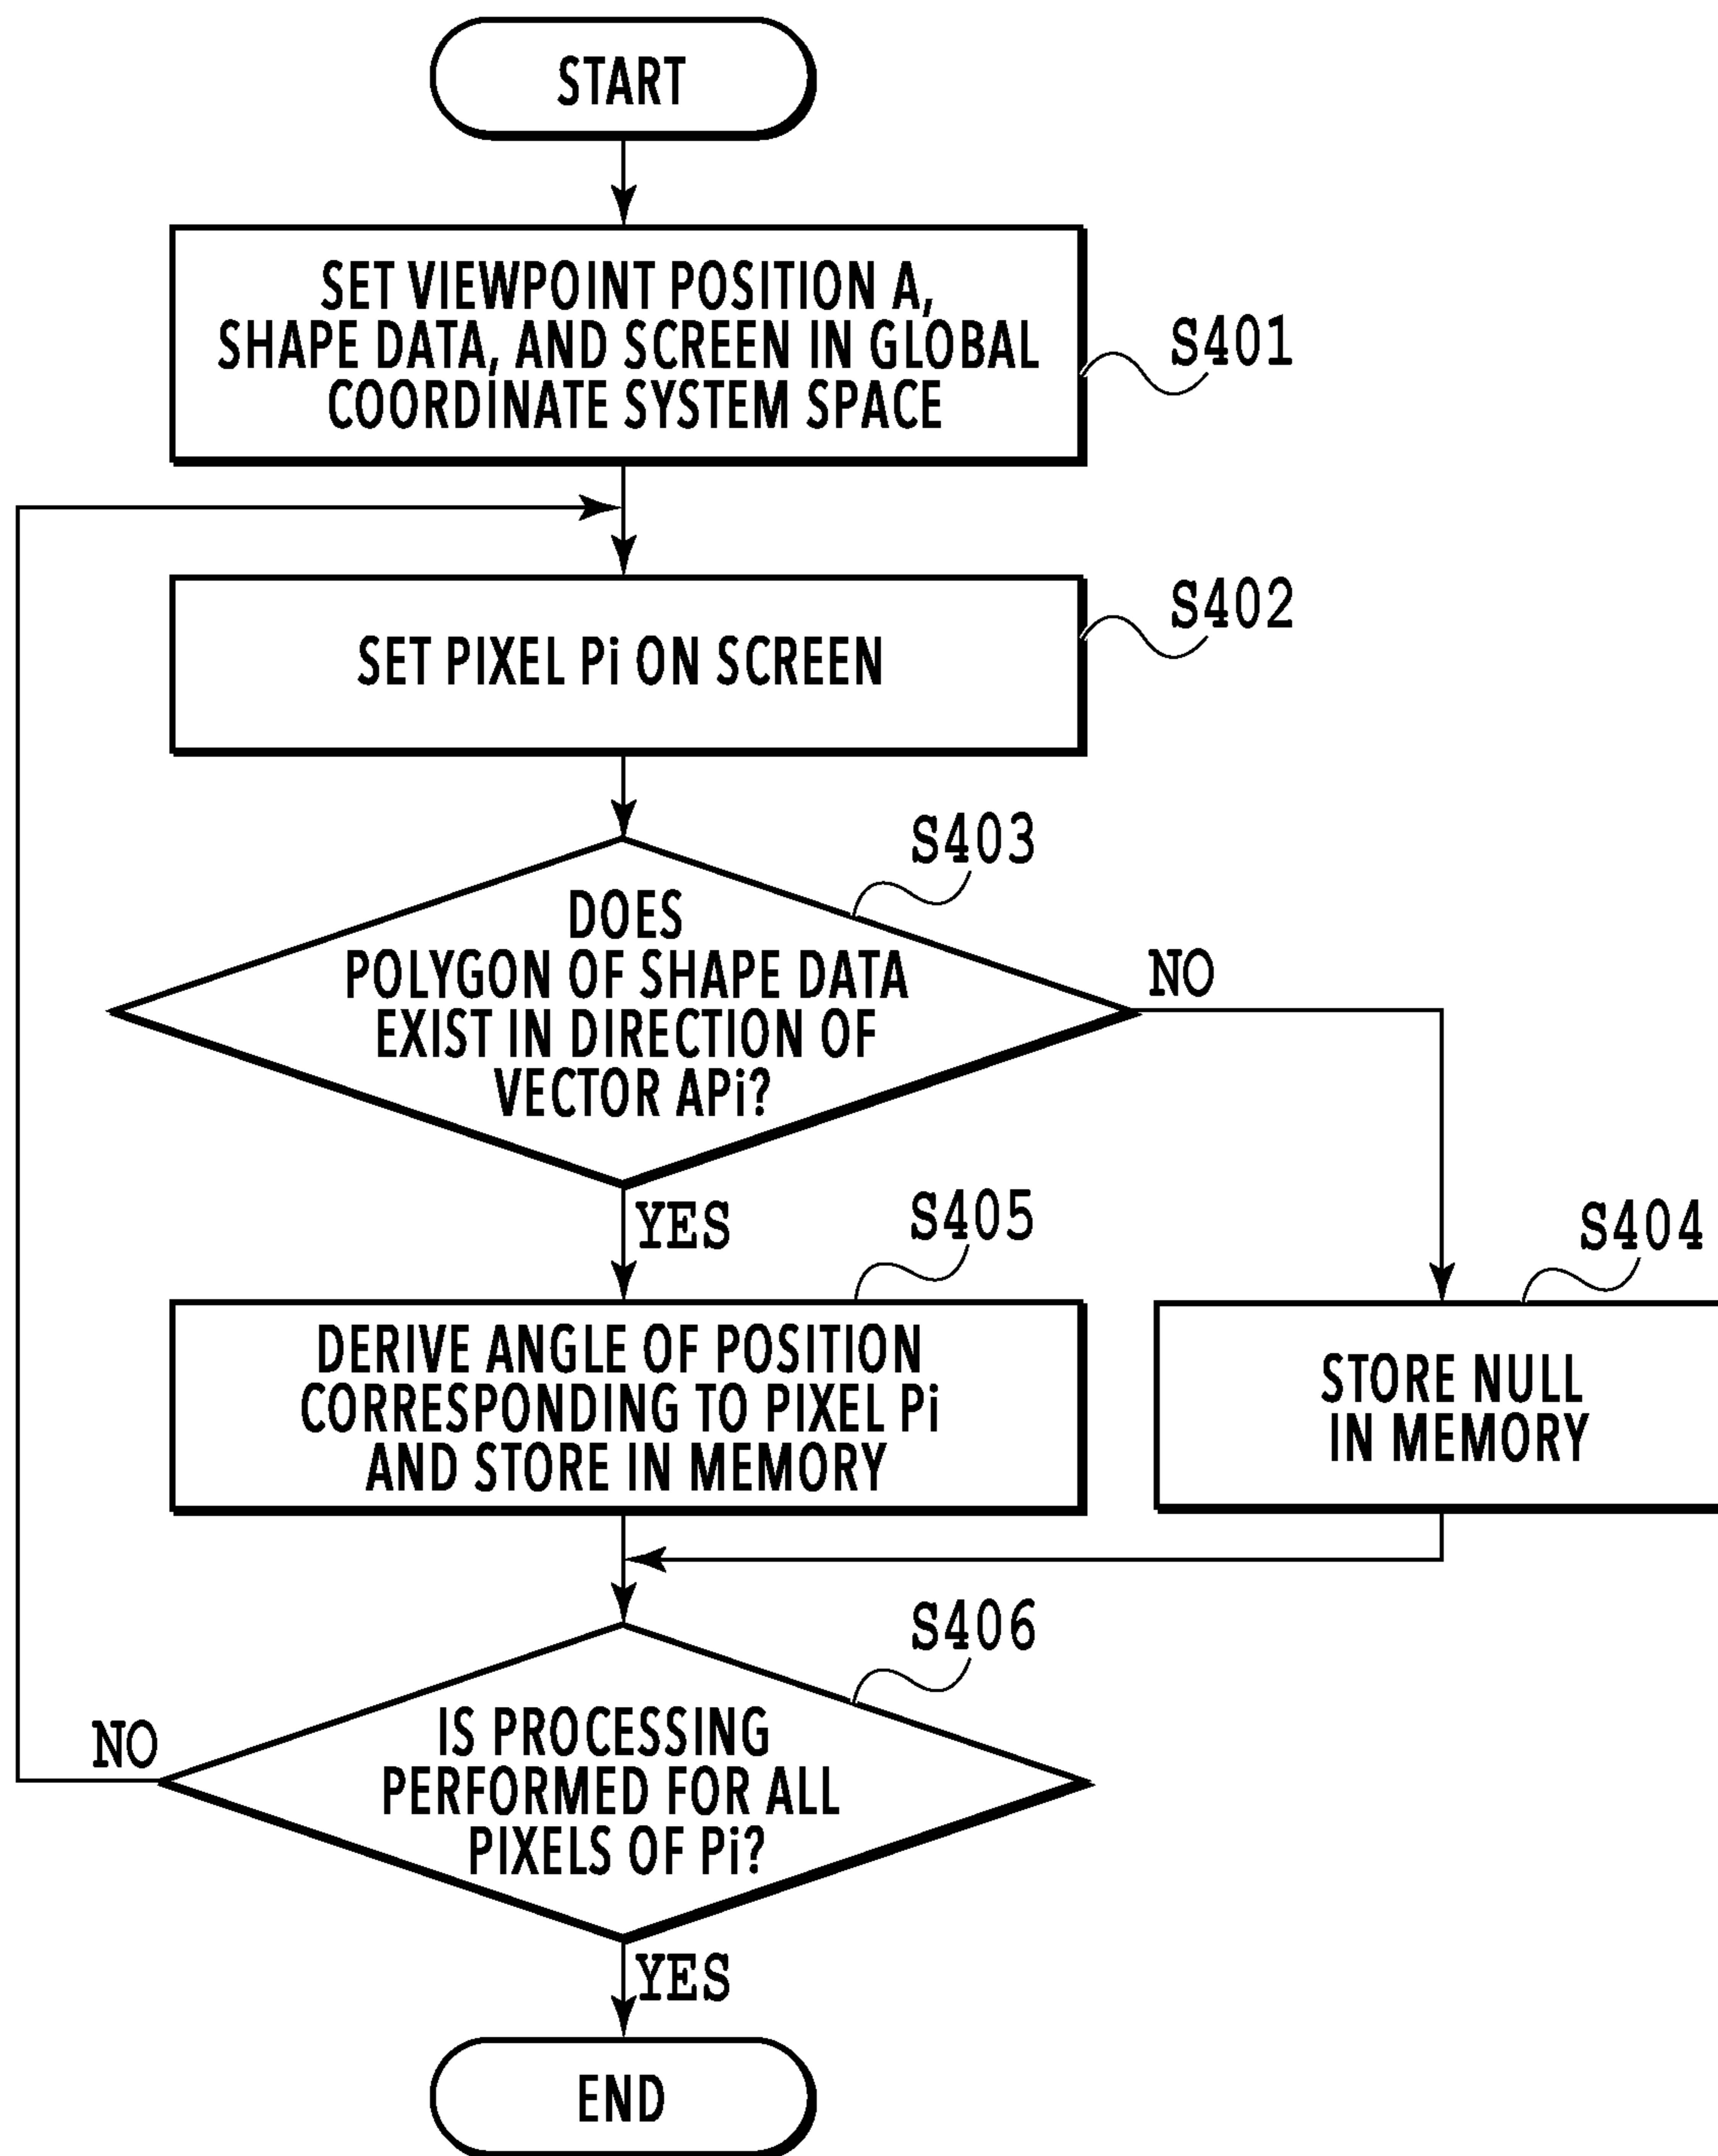 START
SET VIEWPOINT POSITION A,
SHAPE DATA, AND SCREEN IN GLOBAL
COORDINATE SYSTEM SPACE
S401
SET PIXEL Pi ON SCREEN
S402
S403
DOES
POLYGON OF SHAPE DATA
EXIST IN DIRECTION OF
VECTOR APi?
NO
YES
S405
DERIVE ANGLE OF POSITION
CORRESPONDING TO PIXEL Pi
AND STORE IN MEMORY
S404
STORE NULL
IN MEMORY
S406
IS PROCESSING
PERFORMED FOR ALL
PIXELS OF Pi?
NO
YES
END